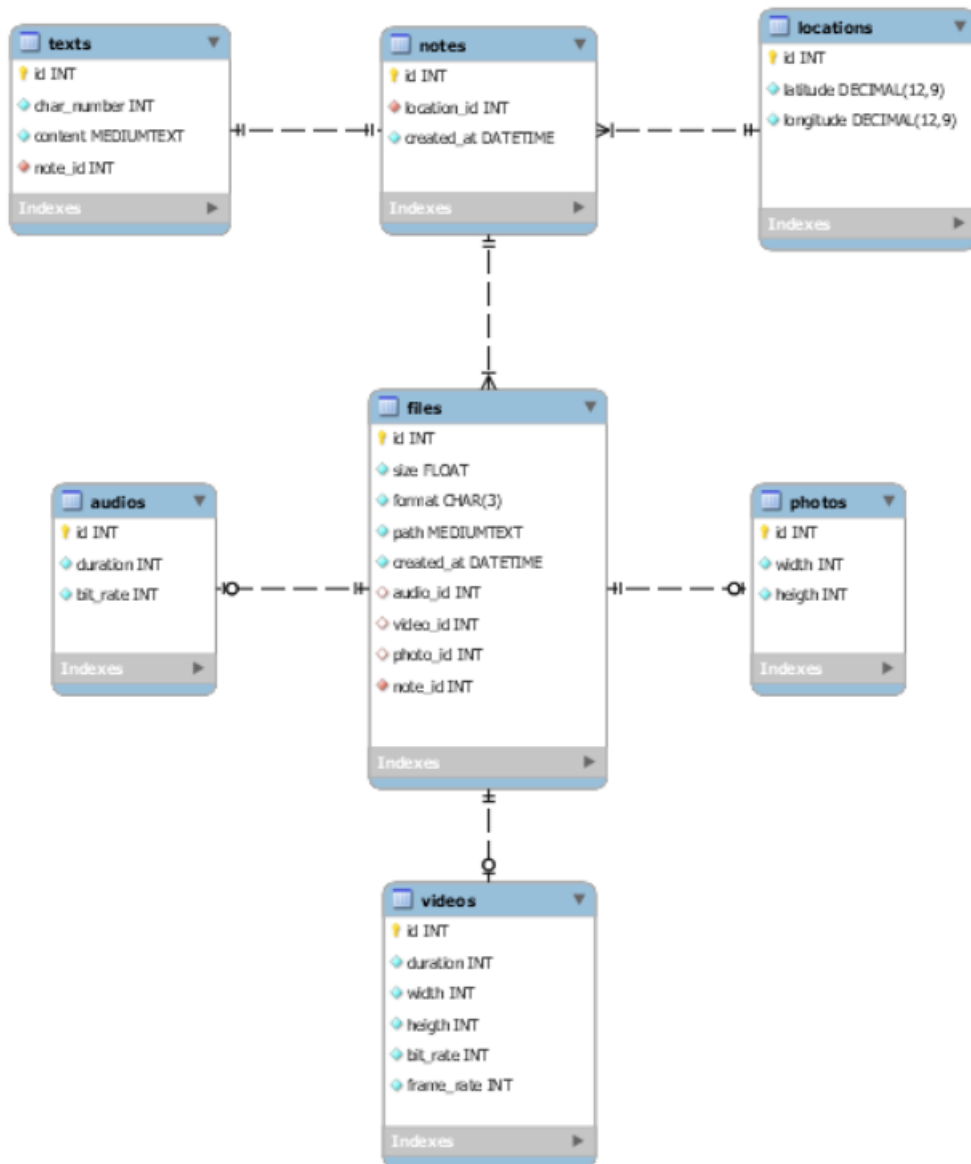 texts
id INT
char_number INT
content MEDIUMTEXT
note_id INT
Indexes
notes
id INT
location_id INT
created_at DATETIME
Indexes
locations
id INT
latitude DECIMAL(12,9)
longitude DECIMAL(12,9)
Indexes
files
id INT
size FLOAT
format CHAR(3)
path MEDIUMTEXT
created_at DATETIME
audio_id INT
video_id INT
photo_id INT
note_id INT
Indexes
audios
id INT
duration INT
bit_rate INT
Indexes
photos
id INT
width INT
heigth INT
Indexes
videos
id INT
duration INT
width INT
heigth INT
bit_rate INT
frame_rate INT
Indexes